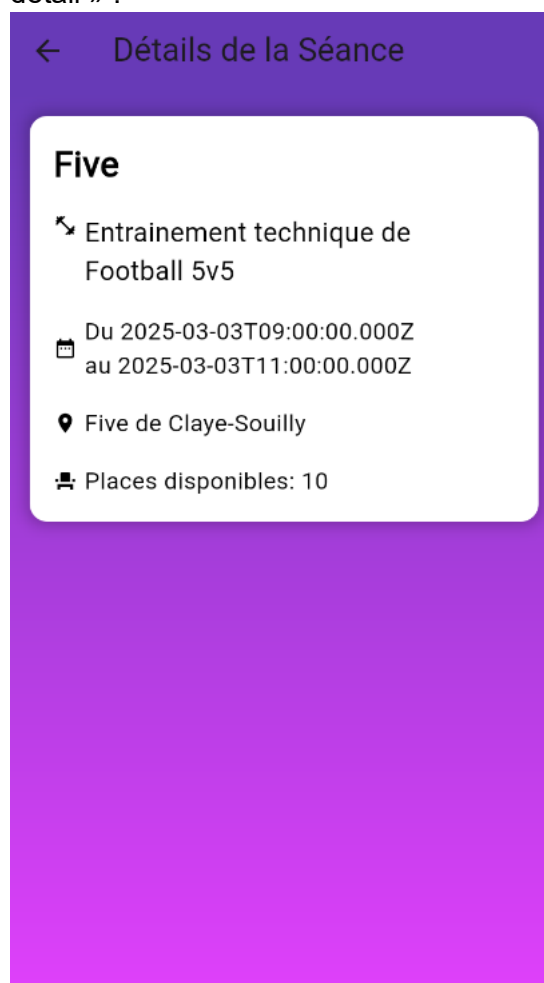 détail » :
Détails de la Séance
Five
Entrainement technique de
Football 5v5
Du 2025-03-03T09:00:00.000Z
au 2025-03-03T11:00:00.000Z
Five de Claye-Souilly
Places disponibles: 10